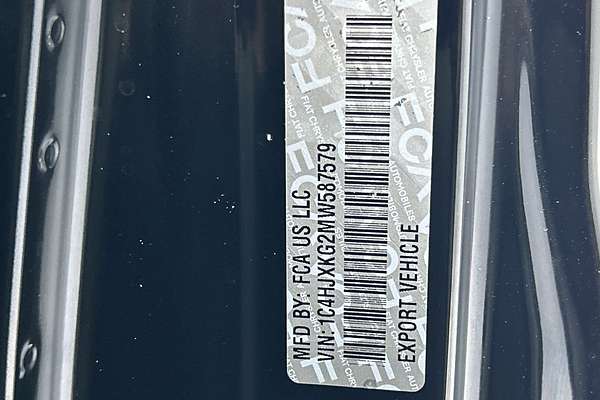 MFD BY: FCA US LLC
VIN: 1C4HJXKG2MW587579
EXPORT VEHICLE